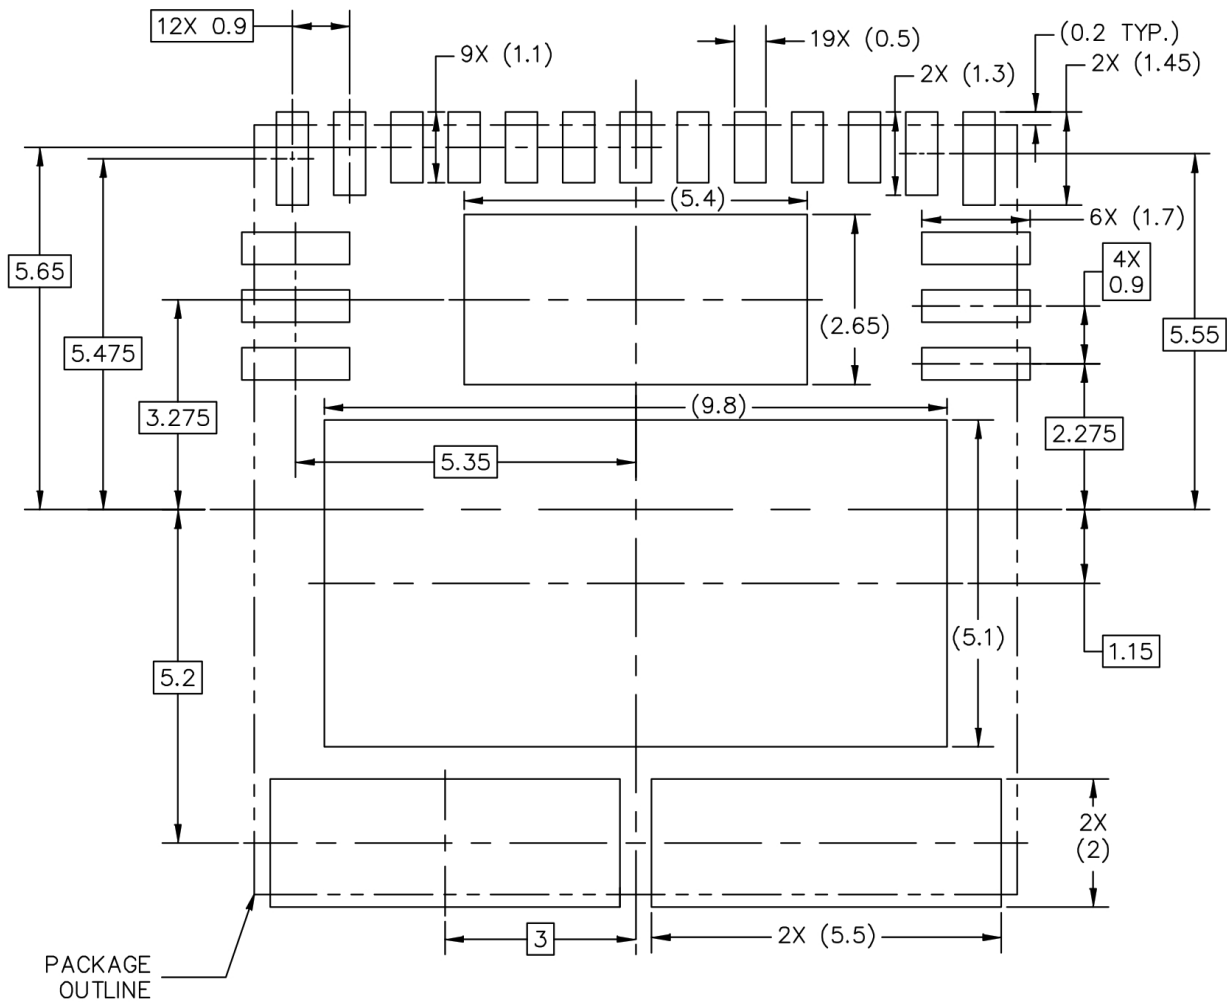 12X 0.9
9X (1.1)
19X (0.5)
2X (1.3)
(0.2 TYP.)
2X (1.45)
(5.4)
6X (1.7)
5.65
4X
0.9
(2.65)
5.55
5.475
3.275
(9.8)
2.275
5.35
(5.1)
1.15
5.2
2X
(2)
3
2X (5.5)
PACKAGE
OUTLINE